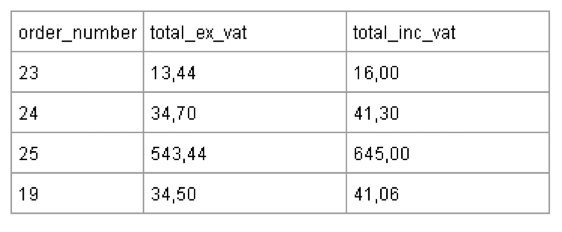 order_number total_ex_vat total_inc_vat
23 13,44 16,00
24 34,70 41,30
25 543,44 645,00
19 34,50 41,06